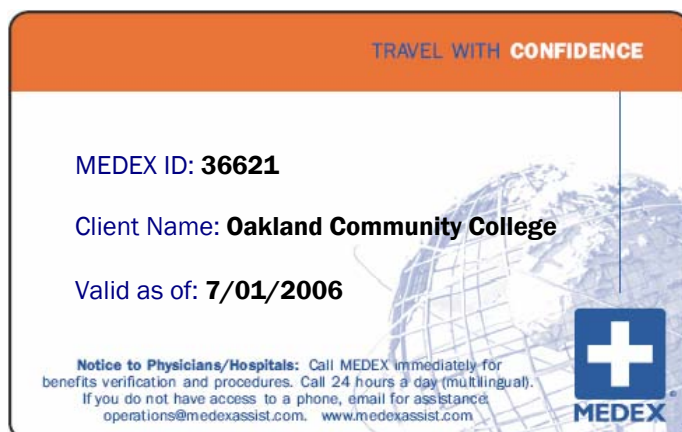 TRAVEL WITH CONFIDENCE
MEDEX ID: 36621
Client Name: Oakland Community College
Valid as of: 7/01/2006
Notice to Physicians/Hospitals: Call MEDEX immediately for
benefits verification and procedures. Call 24 hours a day (multilingual).
If you do not have access to a phone, email for assistance:
operations@medexassist.com. www.medexassist.com
MEDEX®